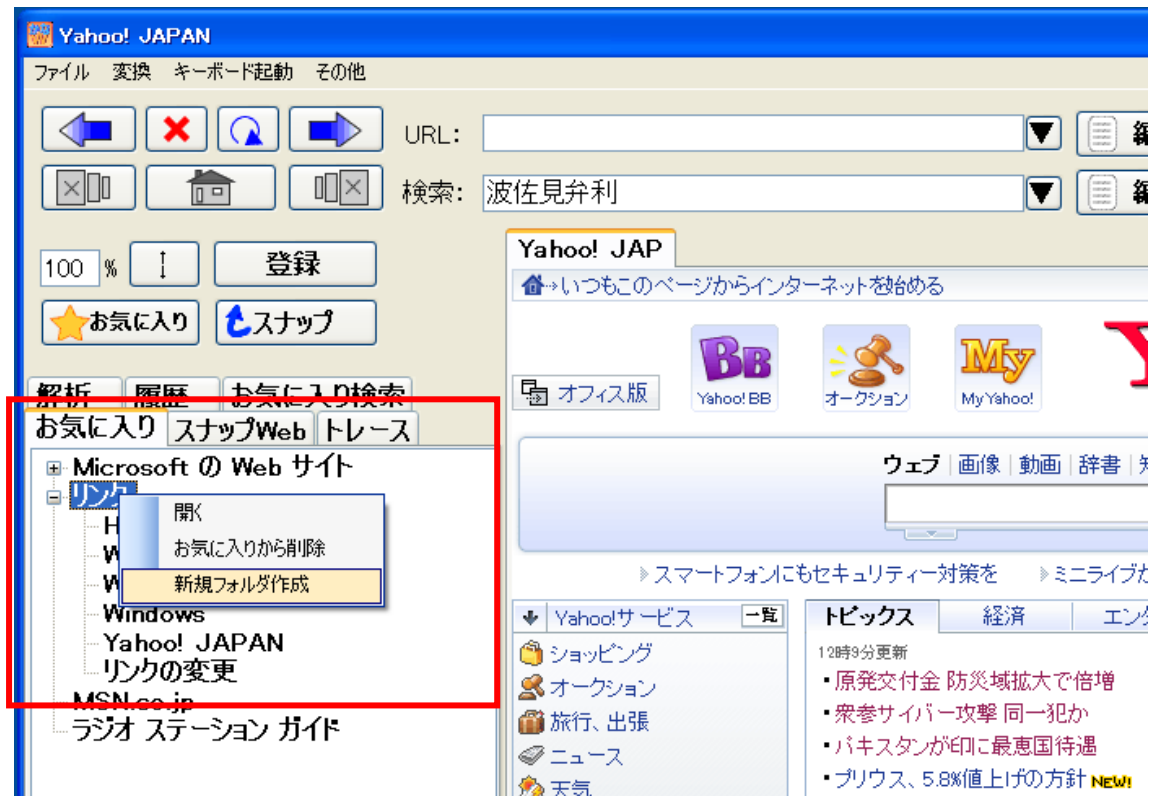 Yahoo! JAPAN
ファイル 変換 キーボード起動 その他
URL:
検索: 波佐見弁利
100 % 登録
お気に入り スナップ
解析 履歴 お気に入り検索
お気に入り スナップWeb トレース
Microsoft の Web サイト
リンク
開く
お気に入りから削除
新規フォルダ作成
Windows
Yahoo! JAPAN
リンクの変更
MSN.co.jp
ラジオ ステーション ガイド
Yahoo! JAP
いつもこのページからインターネットを始める
オフィス版
BB
Yahoo! BB
オークション
My
My Yahoo!
Y
ウェブ 画像 動画 辞書
スマートフォンにもセキュリティー対策を
ミニライブ
Yahoo!サービス 一覧
ショッピング
オークション
旅行、出張
ニュース
天気
トピックス 経済 エン
12時9分更新
・原発交付金 防災域拡大で倍増
・衆参サイバー攻撃 同一犯か
・パキスタンが印に最恵国待遇
・プリウス、5.8%値上げの方針 NEW!